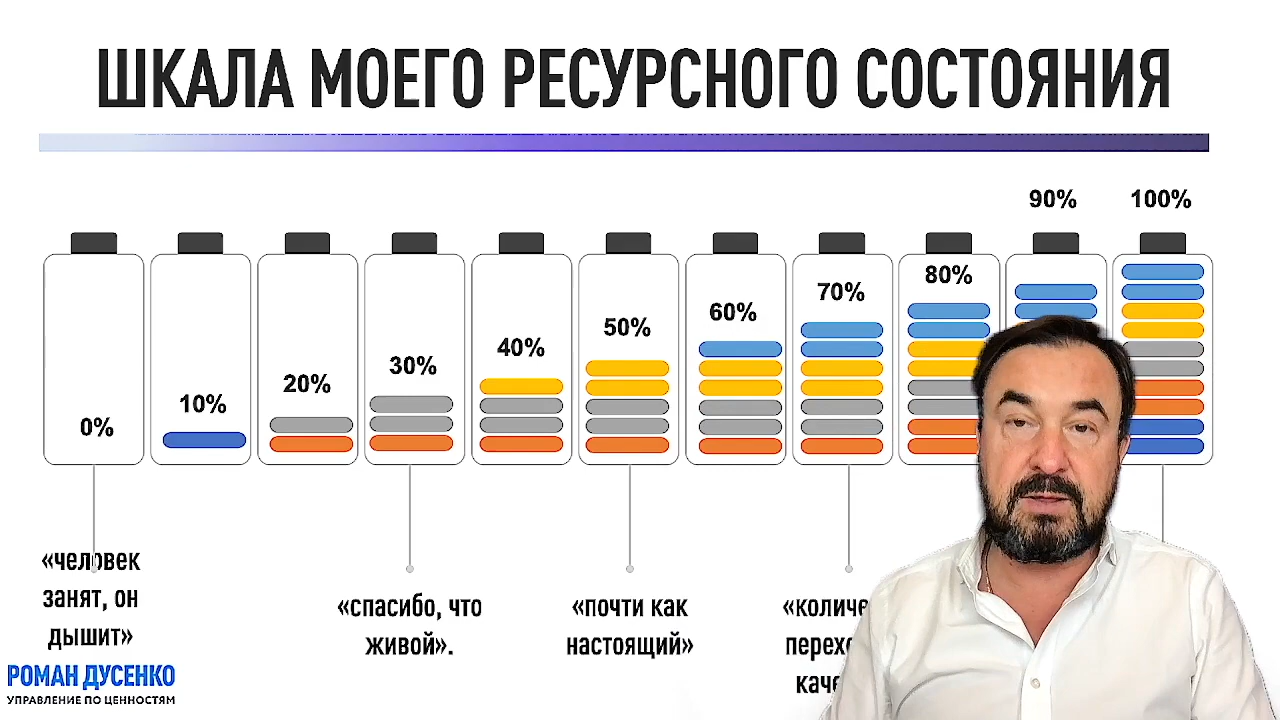 ШКАЛА МОЕГО РЕСУРСНОГО СОСТОЯНИЯ
90% 100%
80%
70%
60%
50%
40%
30%
20%
10%
0%
«человек
занят, он
дышит»
«спасибо, что
живой».
«почти как
настоящий»
РОМАН ДУСЕНКО
УПРАВЛЕНИЕ ПО ЦЕННОСТЯМ